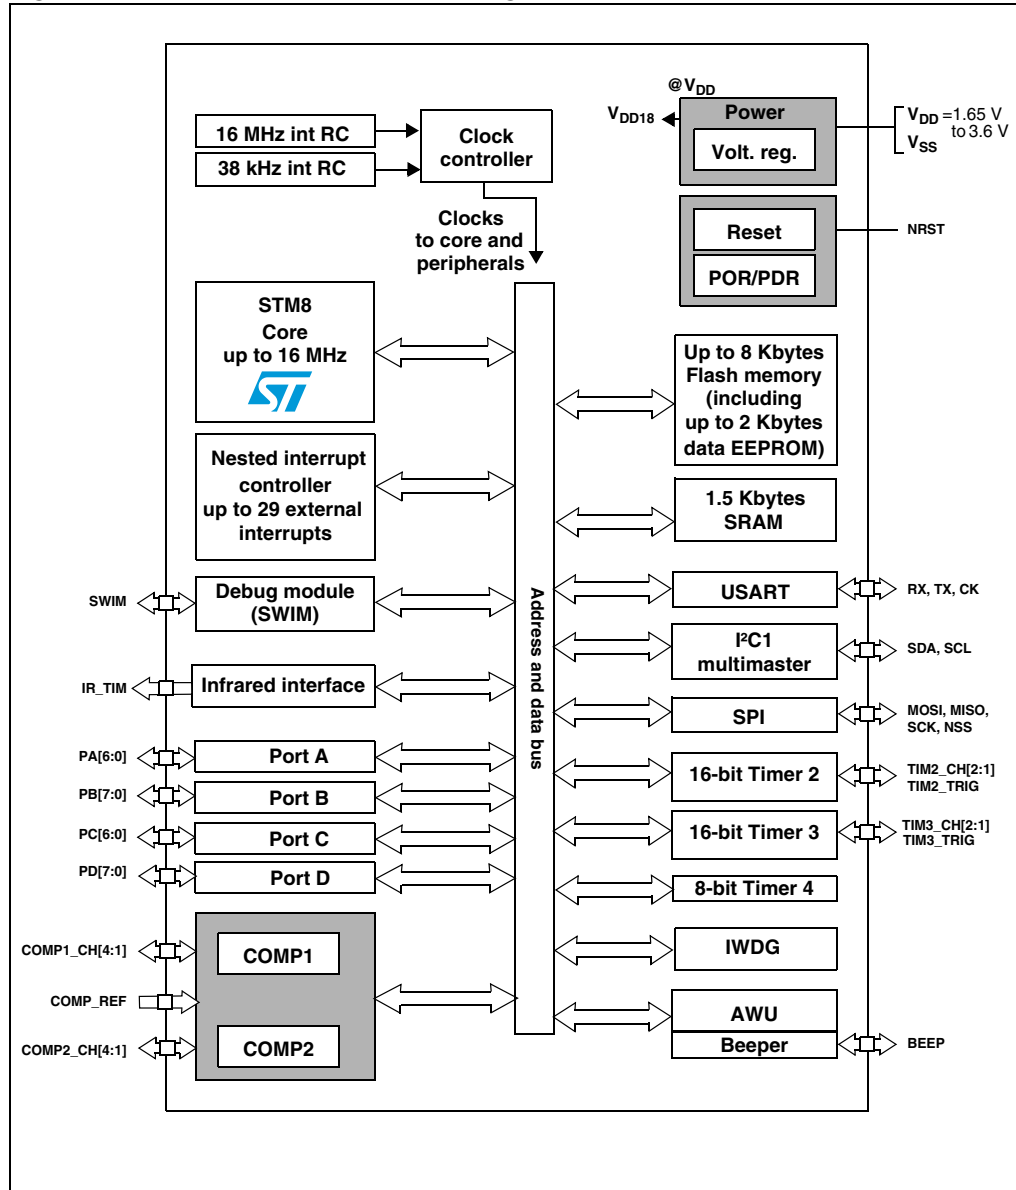 @VDD
VDD18
Power
Volt. reg.
VDD =1.65 V
to 3.6 V
VSS
16 MHz int RC
38 kHz int RC
Clock
controller
Clocks
to core and
peripherals
Reset
POR/PDR
NRST
STM8
Core
up to 16 MHz
ST
Up to 8 Kbytes
Flash memory
(including
up to 2 Kbytes
data EEPROM)
Nested interrupt
controller
up to 29 external
interrupts
1.5 Kbytes
SRAM
SWIM
Debug module
(SWIM)
Address and data bus
USART
RX, TX, CK
I²C1
multimaster
SDA, SCL
IR_TIM
Infrared interface
SPI
MOSI, MISO,
SCK, NSS
PA[6:0]
Port A
16-bit Timer 2
TIM2_CH[2:1]
TIM2_TRIG
PB[7:0]
Port B
PC[6:0]
Port C
16-bit Timer 3
TIM3_CH[2:1]
TIM3_TRIG
PD[7:0]
Port D
8-bit Timer 4
COMP1_CH[4:1]
COMP1
IWDG
COMP_REF
COMP2_CH[4:1]
COMP2
AWU
Beeper
BEEP